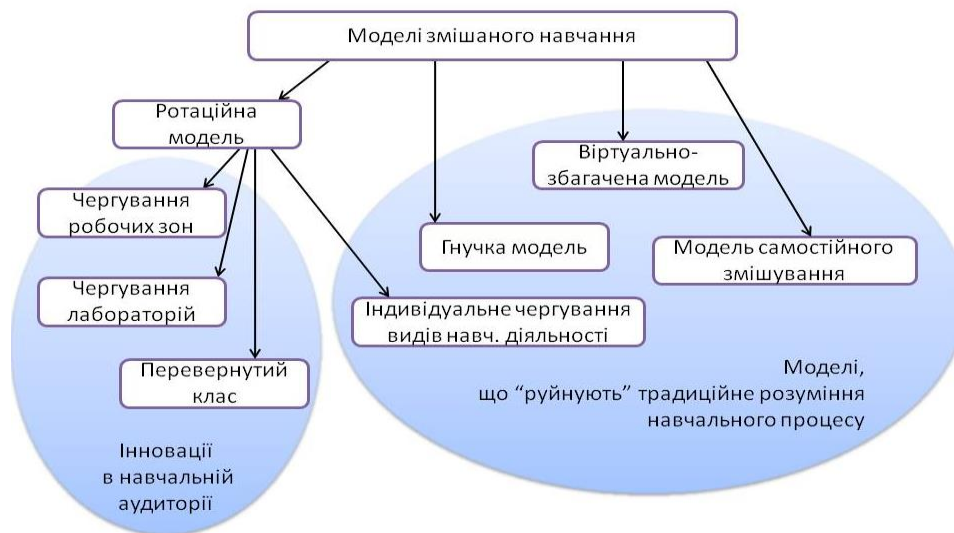 Моделі змішаного навчання
Ротаційна
модель
Віртуально-
збагачена модель
Чергування
робочих зон
Гнучка модель
Модель самостійного
змішування
Чергування
лабораторій
Індивідуальне чергування
видів навч. діяльності
Перевернутий
клас
Моделі,
що “руйнують” традиційне розуміння
навчального процесу
Інновації
в навчальній
аудиторії